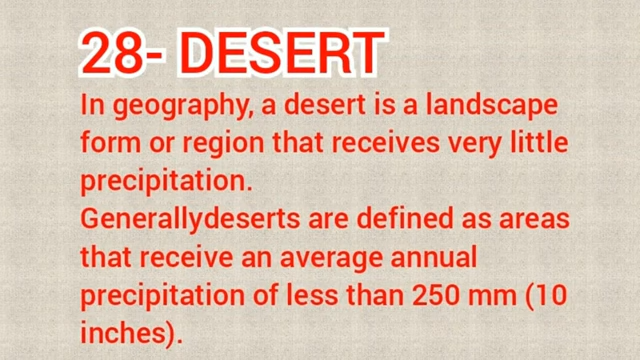 28- DESERT
In geography, a desert is a landscape
form or region that receives very little
precipitation.
Generallydeserts are defined as areas
that receive an average annual
precipitation of less than 250 mm (10
inches).